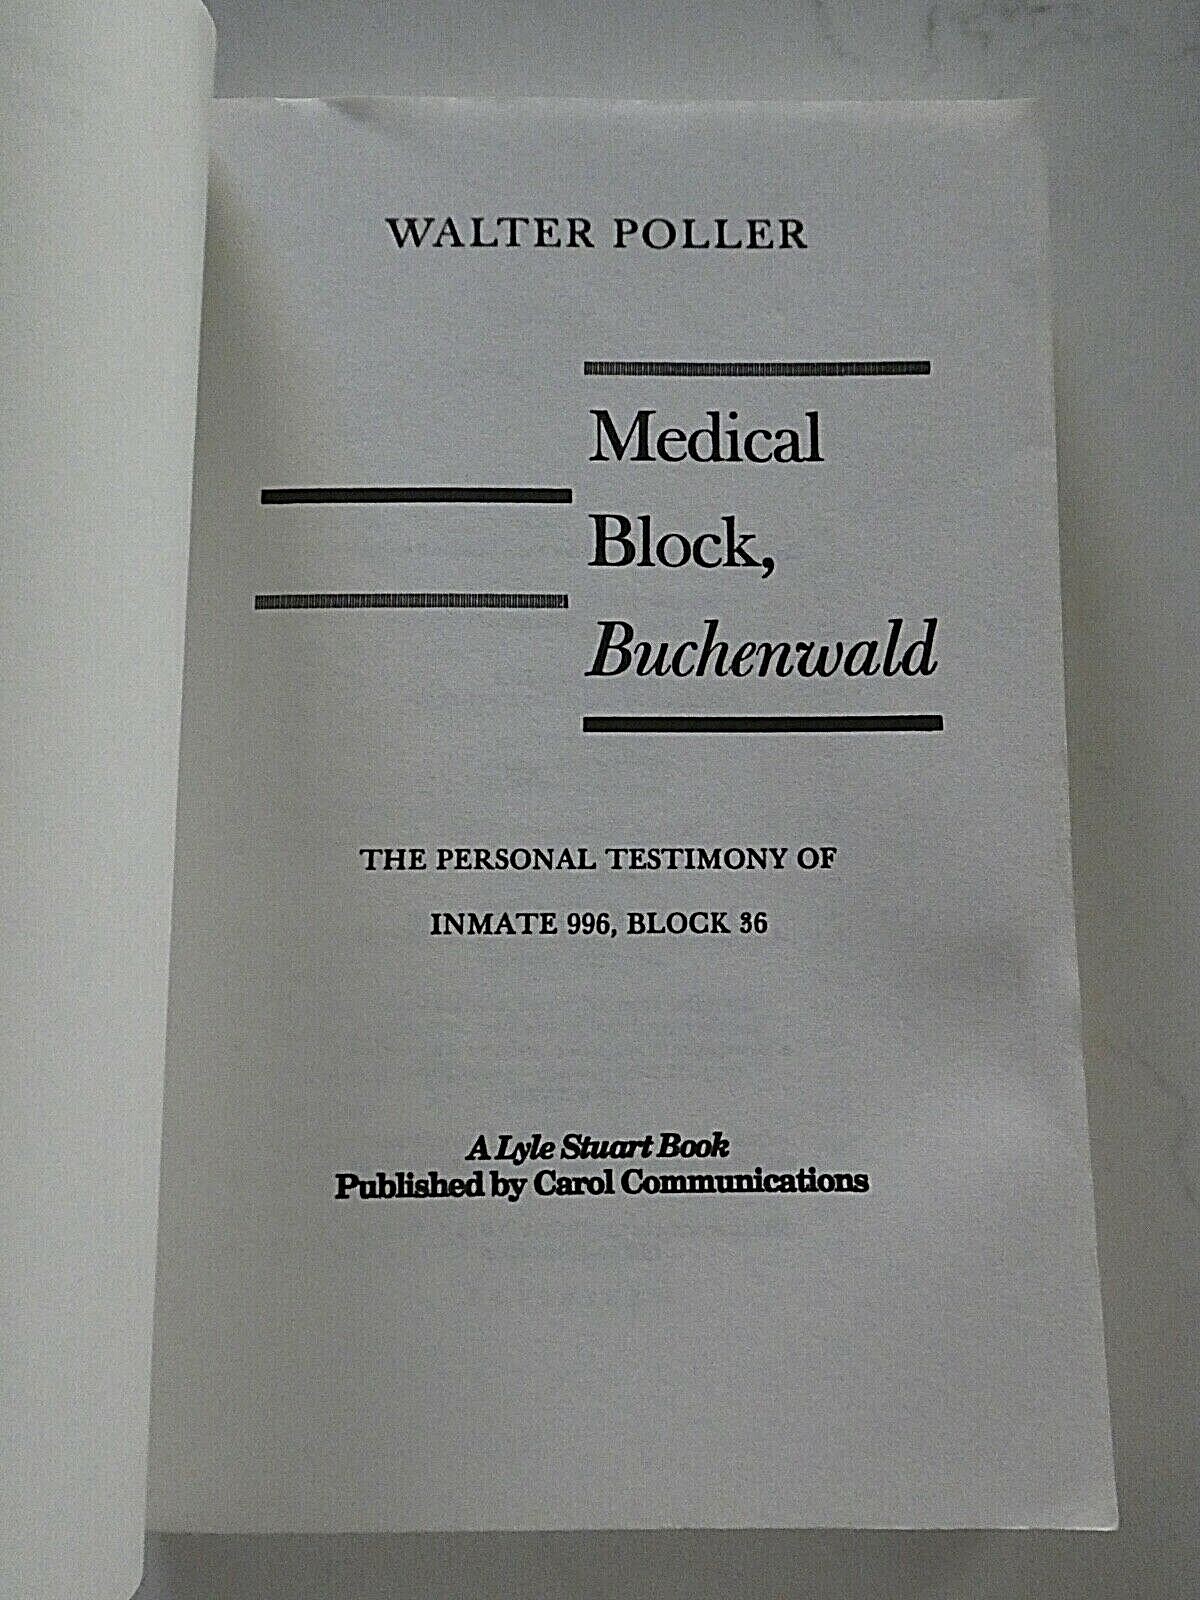 WALTER POLLER
Medical
Block,
Buchenwald
THE PERSONAL TESTIMONY OF
INMATE 996, BLOCK 36
A Lyle Stuart Book
Published by Carol Communications